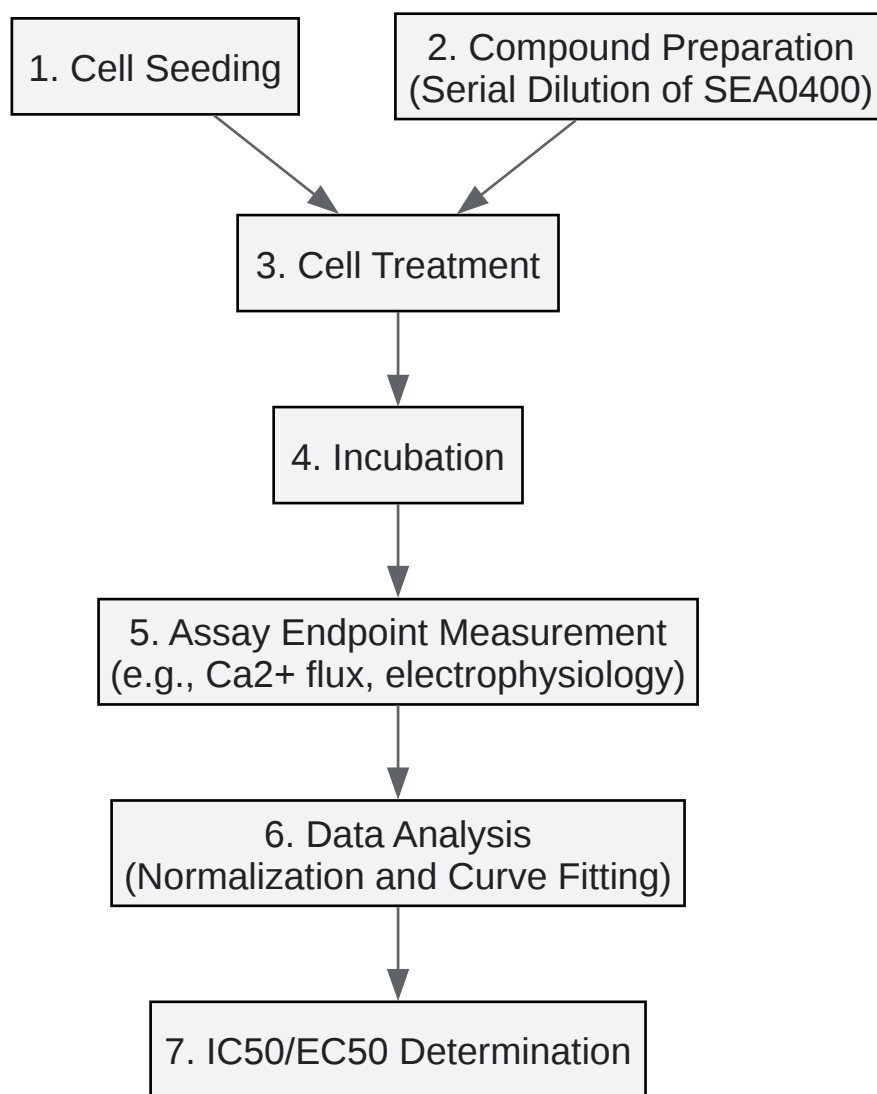 1. Cell Seeding
2. Compound Preparation
(Serial Dilution of SEA0400)
3. Cell Treatment
4. Incubation
5. Assay Endpoint Measurement
(e.g., Ca2+ flux, electrophysiology)
6. Data Analysis
(Normalization and Curve Fitting)
7. IC50/EC50 Determination